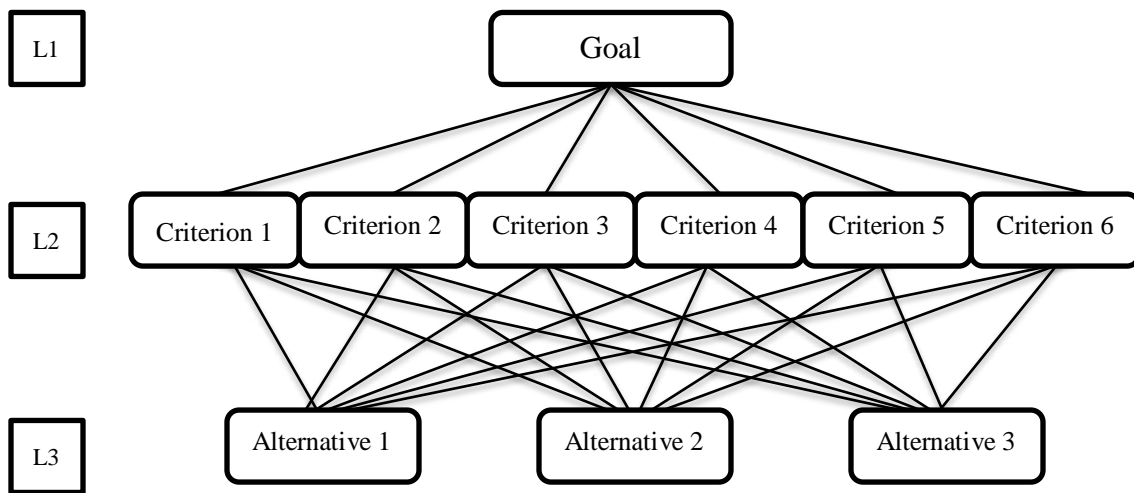 L1
Goal
L2
Criterion 1
Criterion 2
Criterion 3
Criterion 4
Criterion 5
Criterion 6
L3
Alternative 1
Alternative 2
Alternative 3